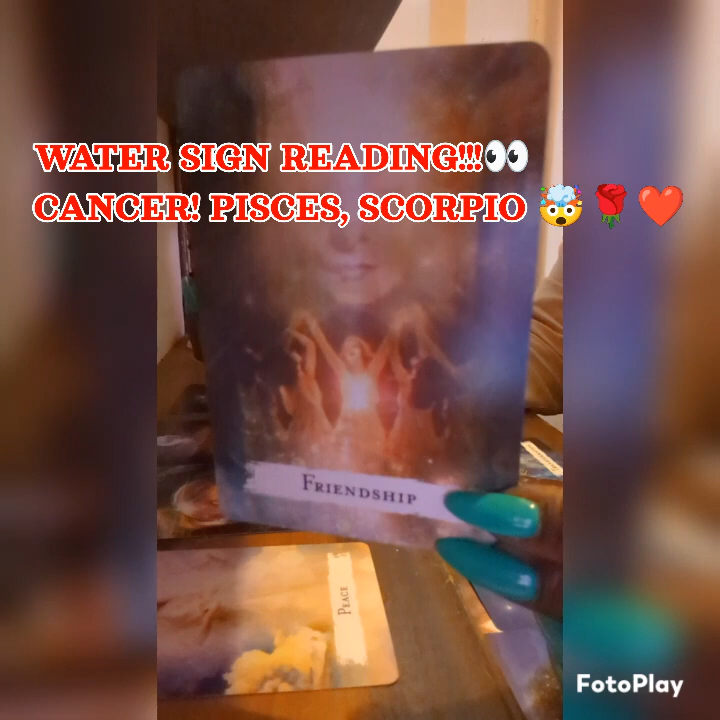 WATER SIGN READING!!!👀
CANCER! PISCES, SCORPIO 🤯🌹❤️
FRIENDSHIP
PEACE
FotoPlay